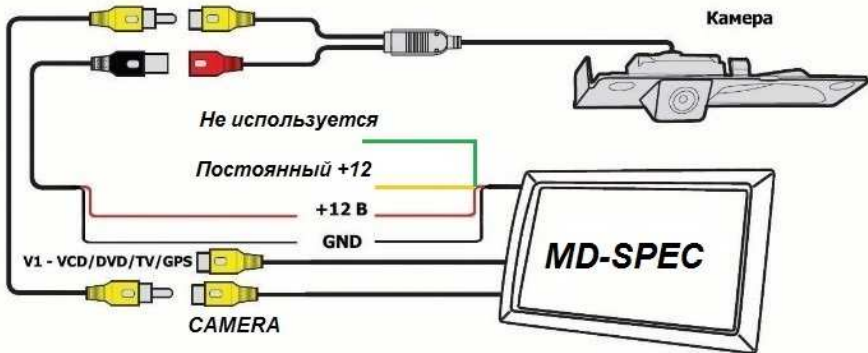 Камера
Не используется
Постоянный +12
+12 В
GND
V1 - VCD/DVD/TV/GPS
MD-SPEC
CAMERA